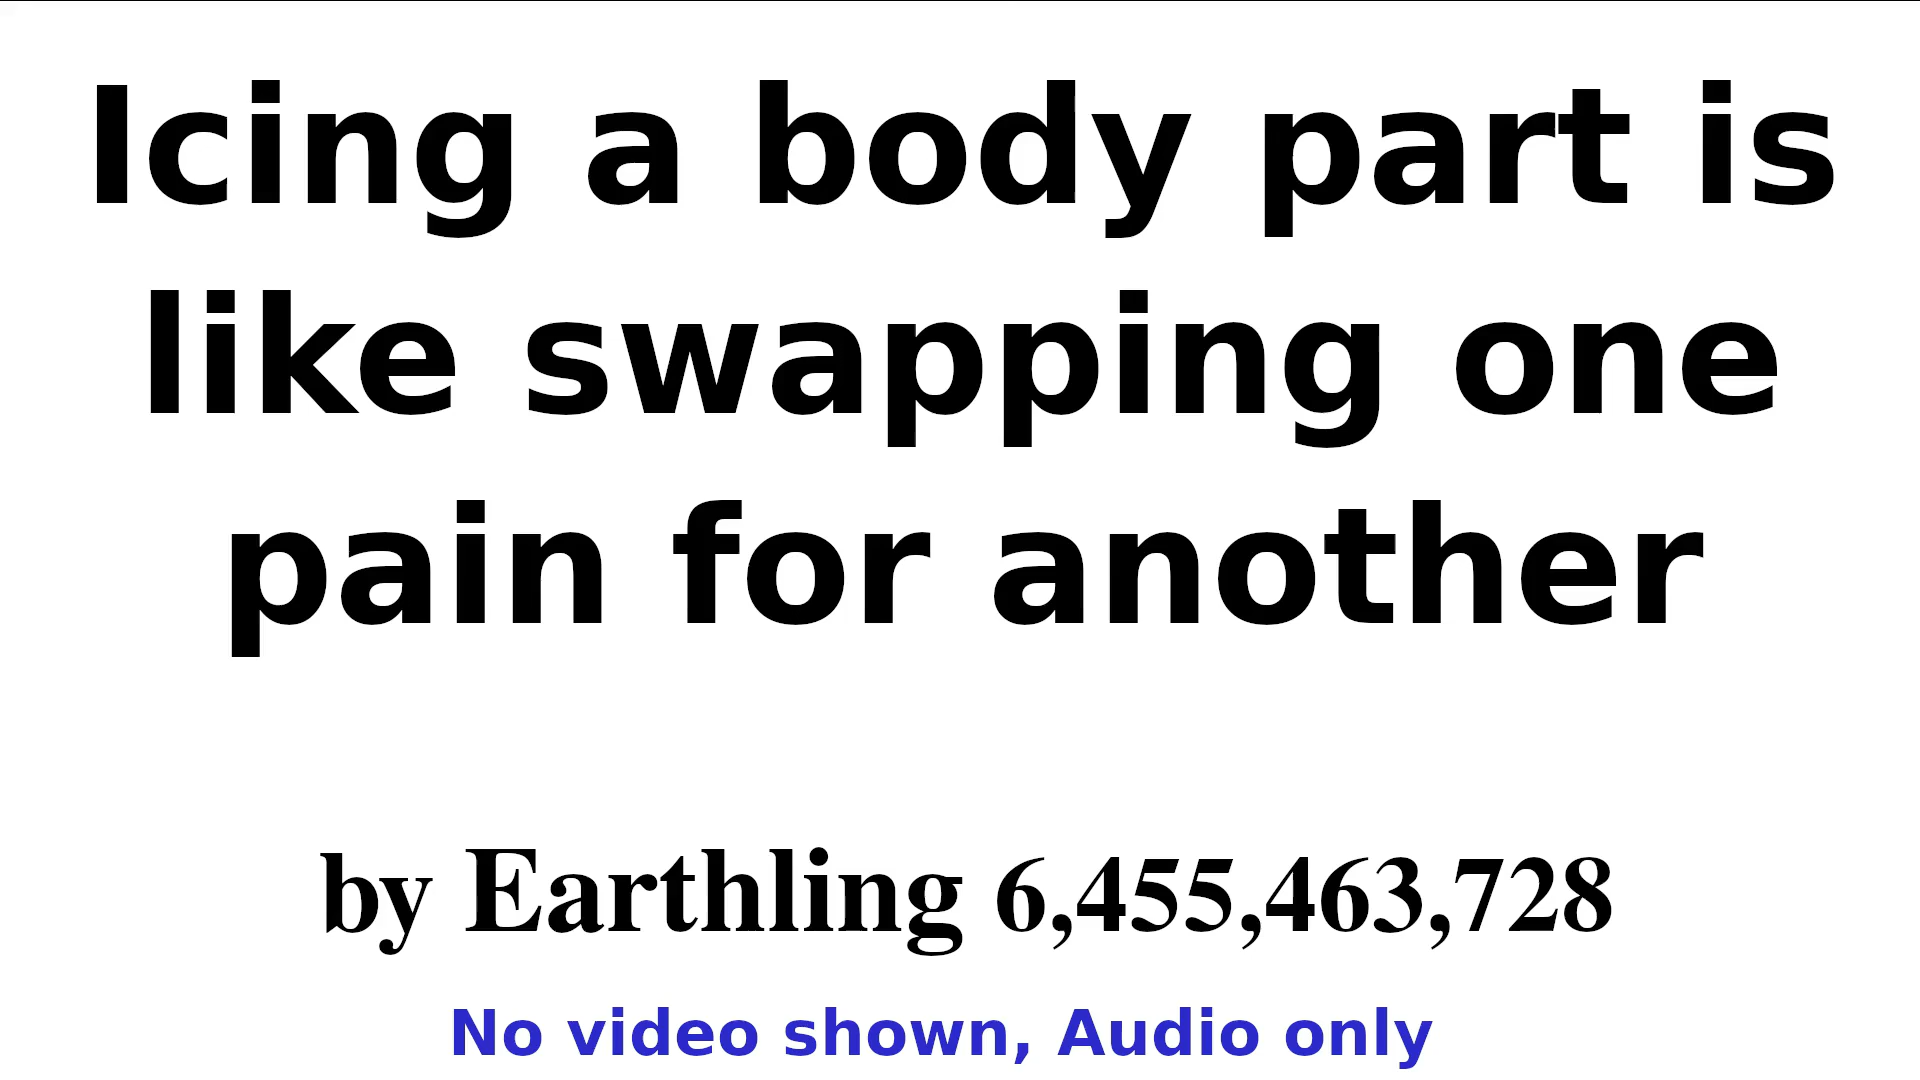 Icing a body part is
like swapping one
pain for another
by Earthling 6,455,463,728
No video shown, Audio only